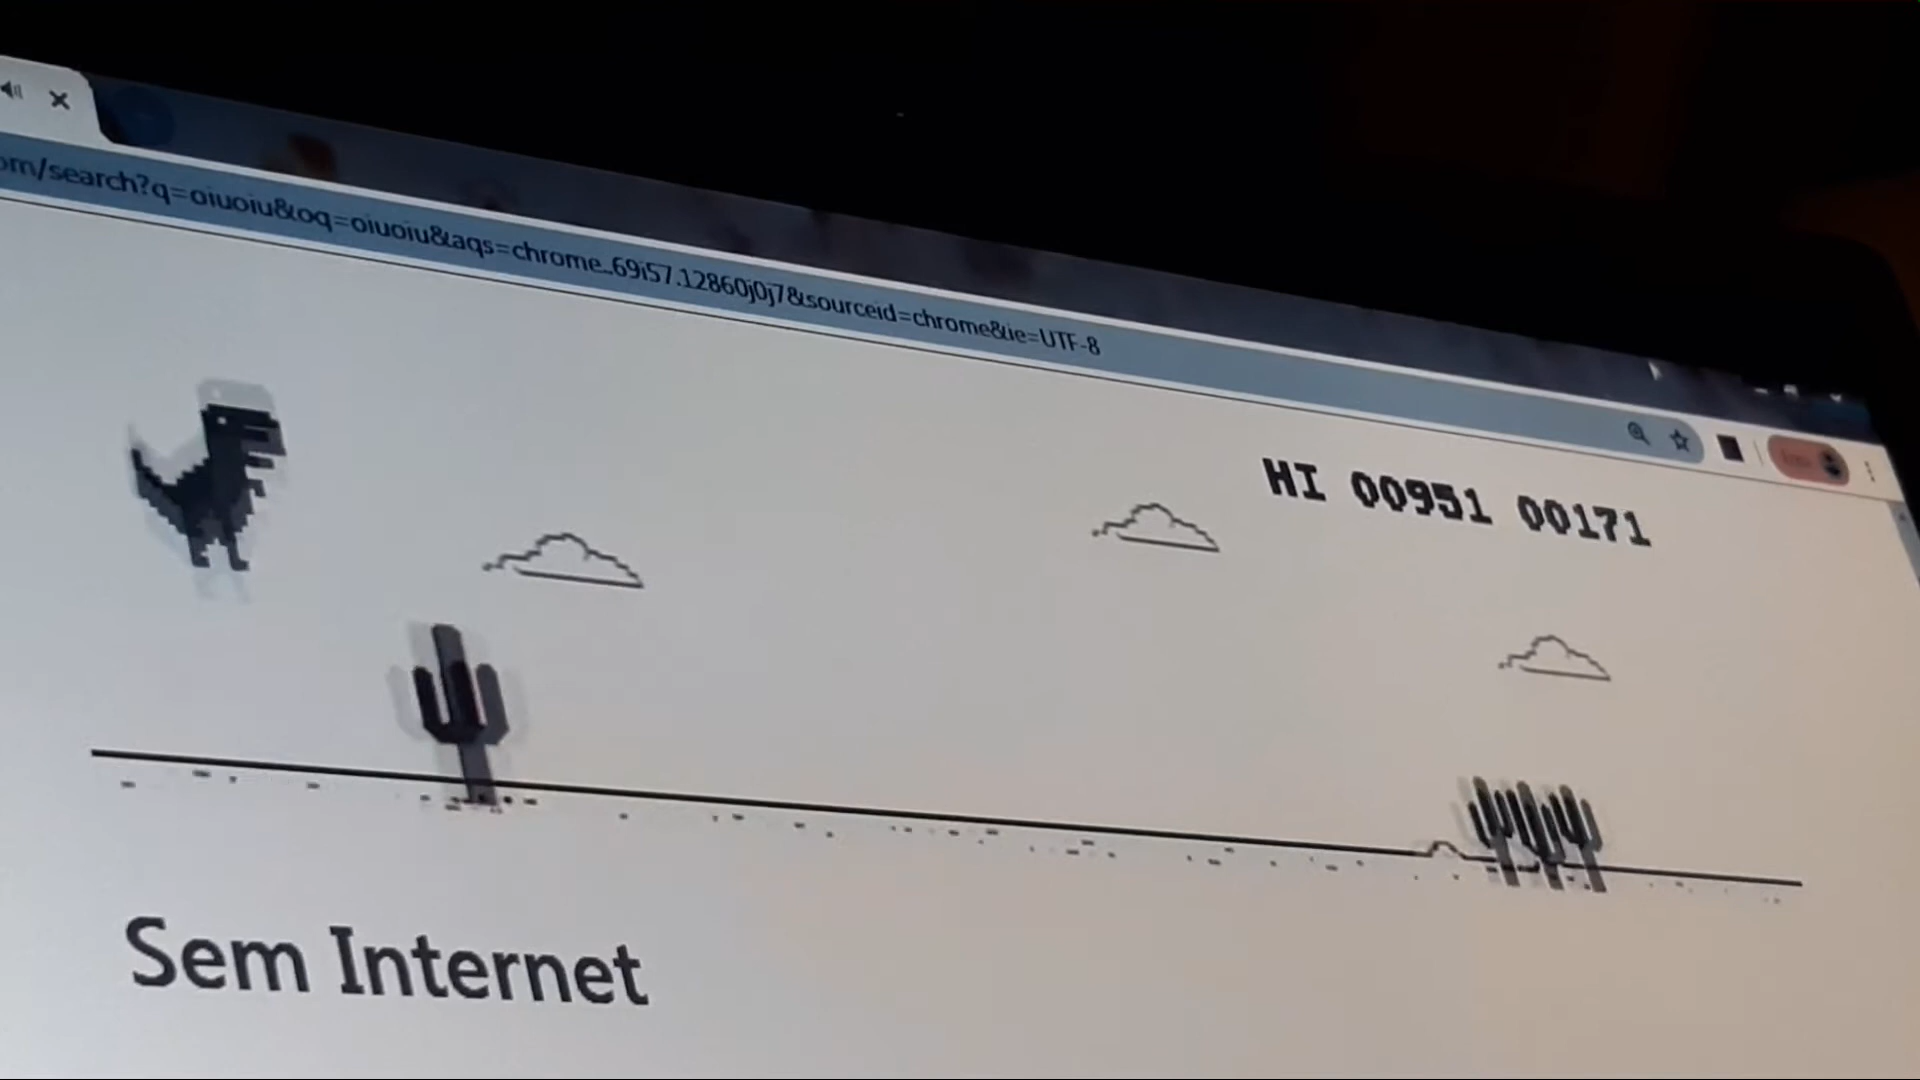 om/search?q=oiuoiu&oq=oiuoiu&aqs=chrome..69i57.12860j0j7&sourceid=chrome&ie=UTF-8
HI 00951 00171
Sem Internet